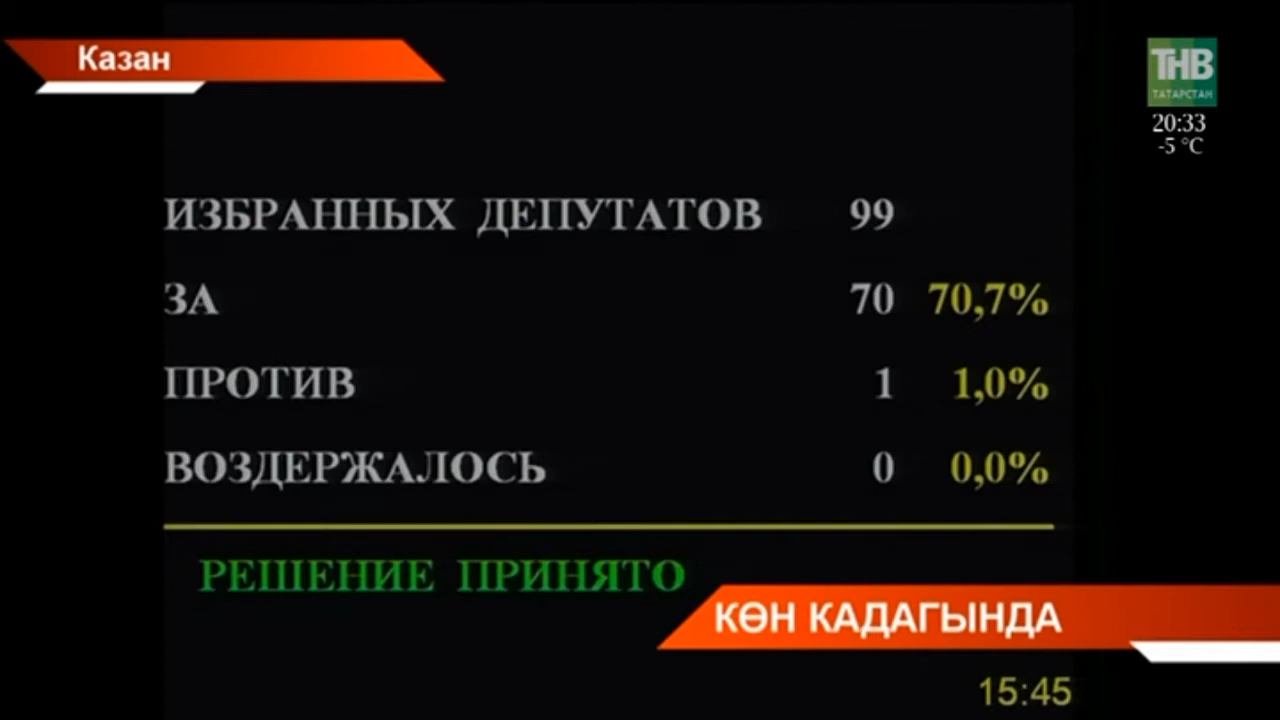 Казан
ТНВ
ТАТАРСТАН
20:33
-5 °C
ИЗБРАННЫХ ДЕПУТАТОВ 99
ЗА 70 70,7%
ПРОТИВ 1 1,0%
ВОЗДЕРЖАЛОСЬ 0 0,0%
РЕШЕНИЕ ПРИНЯТО
КӨН КАДАГЫНДА
15:45